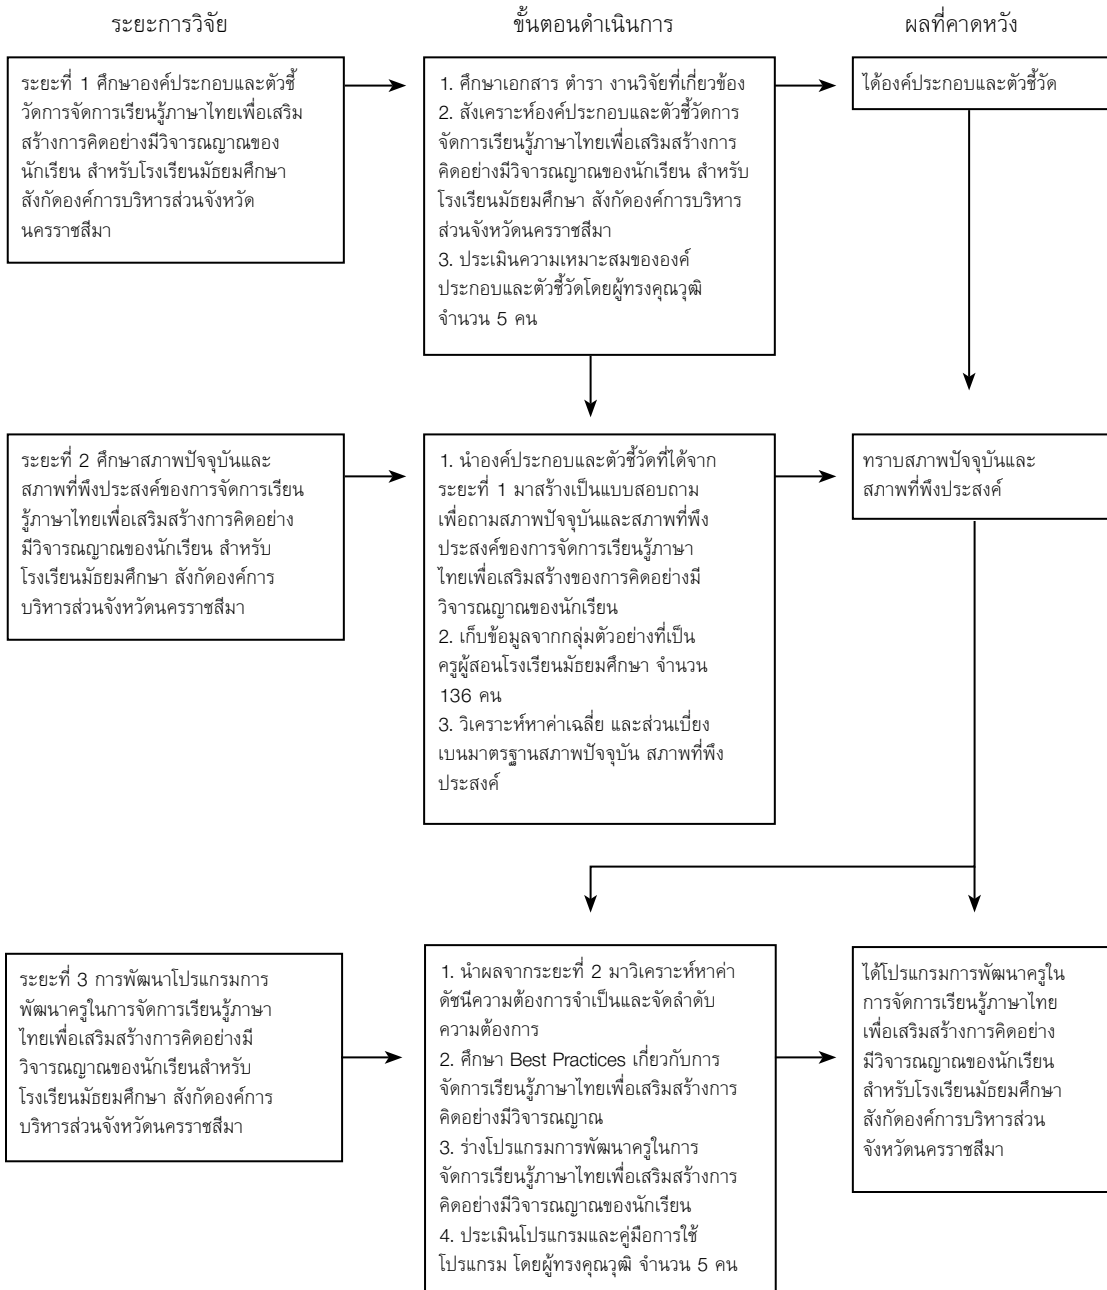 ระยะการวิจัย
ขั้นตอนดำเนินการ
ผลที่คาดหวัง
ระยะที่ 1 ศึกษาองค์ประกอบและตัวชี้
วัดการจัดการเรียนรู้ภาษาไทยเพื่อเสริม
สร้างการคิดอย่างมีวิจารณญาณของ
นักเรียน สำหรับโรงเรียนมัธยมศึกษา
สังกัดองค์การบริหารส่วนจังหวัด
นครราชสีมา
1. ศึกษาเอกสาร ตำรา งานวิจัยที่เกี่ยวข้อง
2. สังเคราะห์องค์ประกอบและตัวชี้วัดการ
จัดการเรียนรู้ภาษาไทยเพื่อเสริมสร้างการ
คิดอย่างมีวิจารณญาณของนักเรียน สำหรับ
โรงเรียนมัธยมศึกษา สังกัดองค์การบริหาร
ส่วนจังหวัดนครราชสีมา
3. ประเมินความเหมาะสมขององค์
ประกอบและตัวชี้วัดโดยผู้ทรงคุณวุฒิ
จำนวน 5 คน
ได้องค์ประกอบและตัวชี้วัด
ระยะที่ 2 ศึกษาสภาพปัจจุบันและ
สภาพที่พึงประสงค์ของการจัดการเรียน
รู้ภาษาไทยเพื่อเสริมสร้างการคิดอย่าง
มีวิจารณญาณของนักเรียน สำหรับ
โรงเรียนมัธยมศึกษา สังกัดองค์การ
บริหารส่วนจังหวัดนครราชสีมา
1. นำองค์ประกอบและตัวชี้วัดที่ได้จาก
ระยะที่ 1 มาสร้างเป็นแบบสอบถาม
เพื่อถามสภาพปัจจุบันและสภาพที่พึง
ประสงค์ของการจัดการเรียนรู้ภาษา
ไทยเพื่อเสริมสร้างของการคิดอย่างมี
วิจารณญาณของนักเรียน
2. เก็บข้อมูลจากกลุ่มตัวอย่างที่เป็น
ครูผู้สอนโรงเรียนมัธยมศึกษา จำนวน
136 คน
3. วิเคราะห์หาค่าเฉลี่ย และส่วนเบี่ยง
เบนมาตรฐานสภาพปัจจุบัน สภาพที่พึง
ประสงค์
ทราบสภาพปัจจุบันและ
สภาพที่พึงประสงค์
ระยะที่ 3 การพัฒนาโปรแกรมการ
พัฒนาครูในการจัดการเรียนรู้ภาษา
ไทยเพื่อเสริมสร้างการคิดอย่างมี
วิจารณญาณของนักเรียนสำหรับ
โรงเรียนมัธยมศึกษา สังกัดองค์การ
บริหารส่วนจังหวัดนครราชสีมา
1. นำผลจากระยะที่ 2 มาวิเคราะห์หาค่า
ดัชนีความต้องการจำเป็นและจัดลำดับ
ความต้องการ
2. ศึกษา Best Practices เกี่ยวกับการ
จัดการเรียนรู้ภาษาไทยเพื่อเสริมสร้างการ
คิดอย่างมีวิจารณญาณ
3. ร่างโปรแกรมการพัฒนาครูในการ
จัดการเรียนรู้ภาษาไทยเพื่อเสริมสร้างการ
คิดอย่างมีวิจารณญาณของนักเรียน
4. ประเมินโปรแกรมและคู่มือการใช้
โปรแกรม โดยผู้ทรงคุณวุฒิ จำนวน 5 คน
ได้โปรแกรมการพัฒนาครูใน
การจัดการเรียนรู้ภาษาไทย
เพื่อเสริมสร้างการคิดอย่าง
มีวิจารณญาณของนักเรียน
สำหรับโรงเรียนมัธยมศึกษา
สังกัดองค์การบริหารส่วน
จังหวัดนครราชสีมา